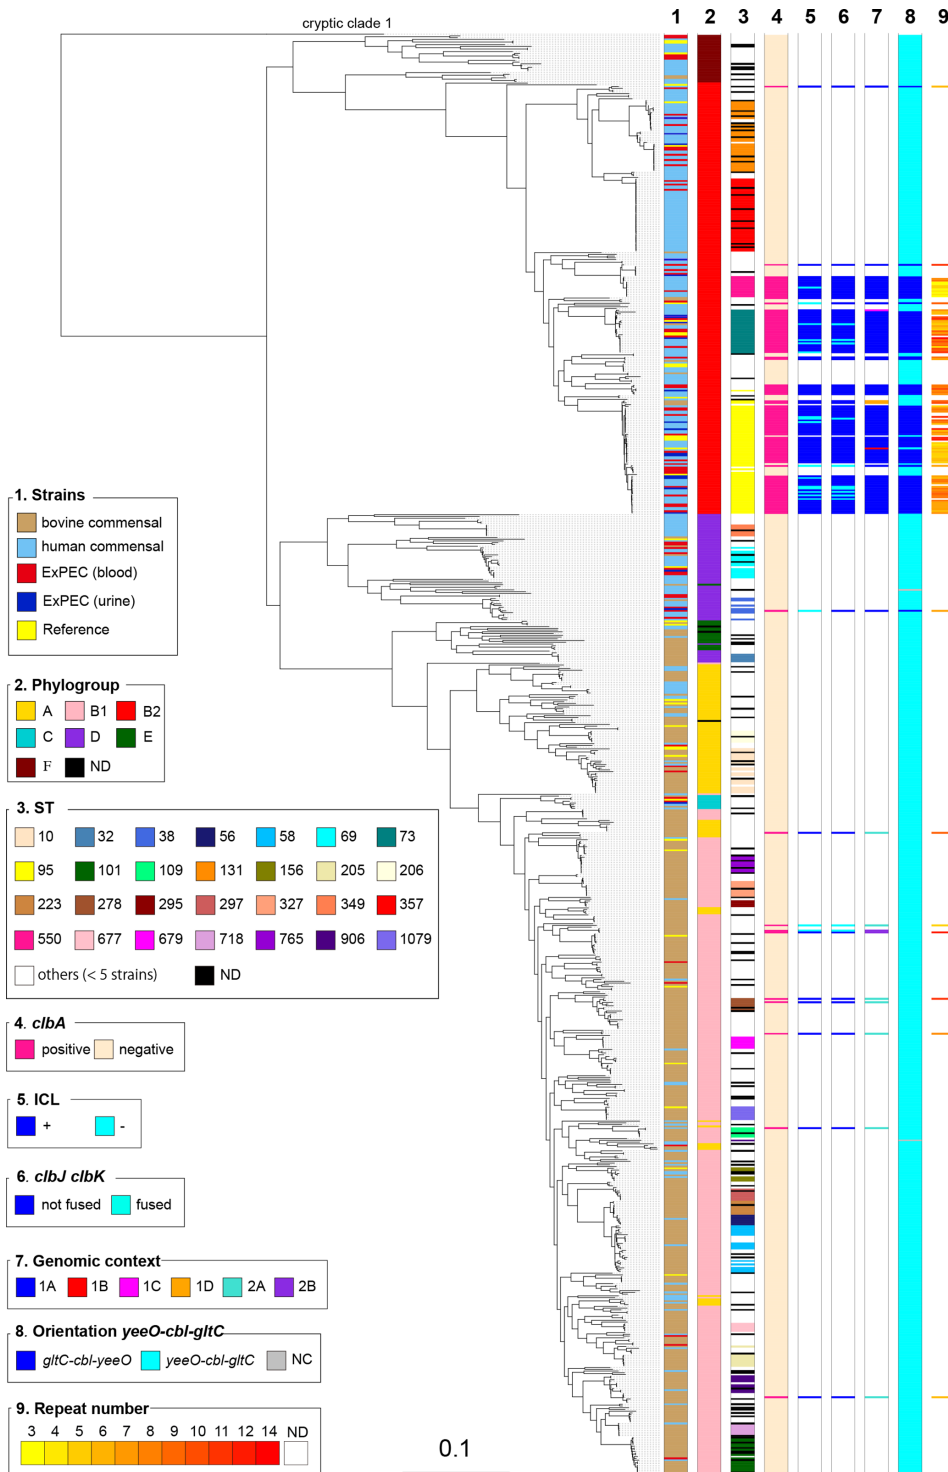 1 2 3 4 5 6 7 8 9
cryptic clade 1
1. Strains
bovine commensal
human commensal
ExPEC (blood)
ExPEC (urine)
Reference
2. Phylogroup
A B1 B2
C D E
F ND
3. ST
10 32 38 56 58 69 73
95 101 109 131 156 205 206
223 278 295 297 327 349 357
550 677 679 718 765 906 1079
others (< 5 strains) ND
4. clbA
positive negative
5. ICL
+ -
6. clbJ clbK
not fused fused
7. Genomic context
1A 1B 1C 1D 2A 2B
8. Orientation yeeO-cbl-gltC
gltC-cbl-yeeO yeeO-cbl-gltC NC
9. Repeat number
3 4 5 6 7 8 9 10 11 12 14 ND
0.1